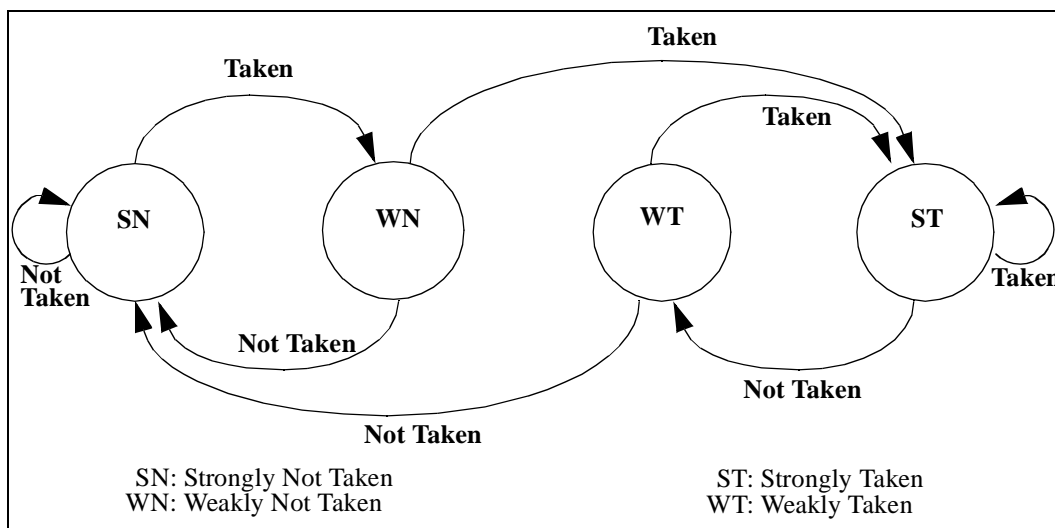 Taken
Taken
Taken
SN
WN
WT
ST
Not
Taken
Taken
Not Taken
Not Taken
Not Taken
SN: Strongly Not Taken
ST: Strongly Taken
WN: Weakly Not Taken
WT: Weakly Taken